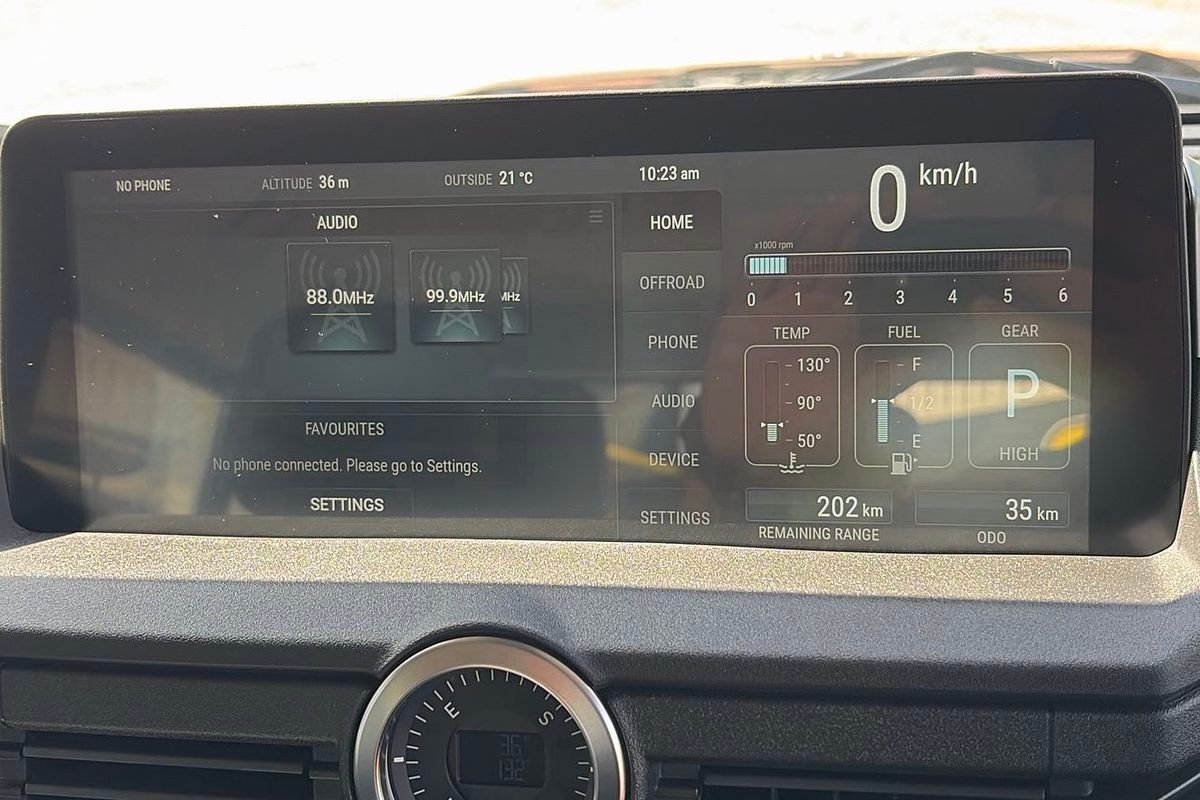 NO PHONE ALTITUDE 36 m OUTSIDE 21 °C 10:23 am
AUDIO
88.0MHz 99.9MHz MHz
FAVOURITES
No phone connected. Please go to Settings.
SETTINGS
HOME
OFFROAD
PHONE
AUDIO
DEVICE
SETTINGS
0 km/h
x1000 rpm
0 1 2 3 4 5 6
TEMP
130°
90°
50°
FUEL
F
1/2
E
GEAR
P
HIGH
202 km
REMAINING RANGE
35 km
ODO
E S
36
192